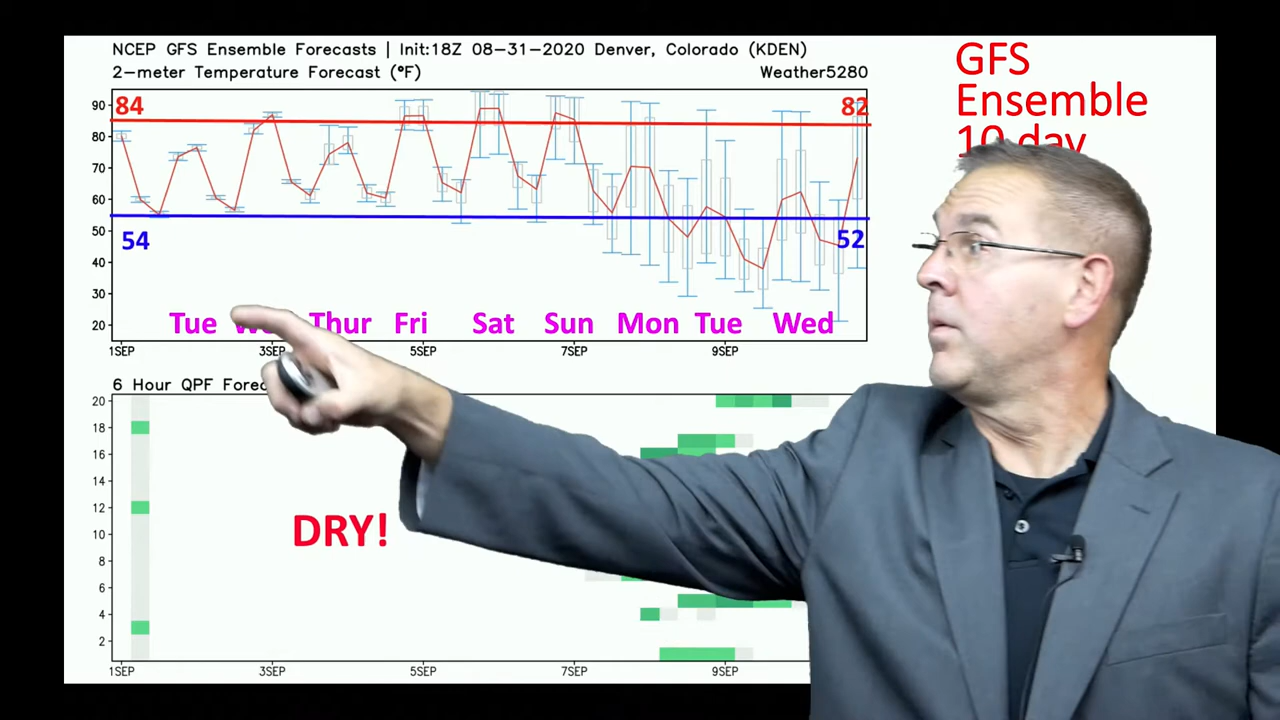 NCEP GFS Ensemble Forecasts | Init:18Z 08-31-2020 Denver, Colorado (KDEN)
2-meter Temperature Forecast (°F)
Weather5280
GFS
Ensemble
10 day
90
80
70
60
50
40
30
20
84
82
54
52
Tue Thur Fri Sat Sun Mon Tue Wed
1SEP 3SEP 5SEP 7SEP 9SEP
6 Hour QPF
20
18
16
14
12
10
8
6
4
2
DRY!
1SEP 3SEP 5SEP 7SEP 9SEP